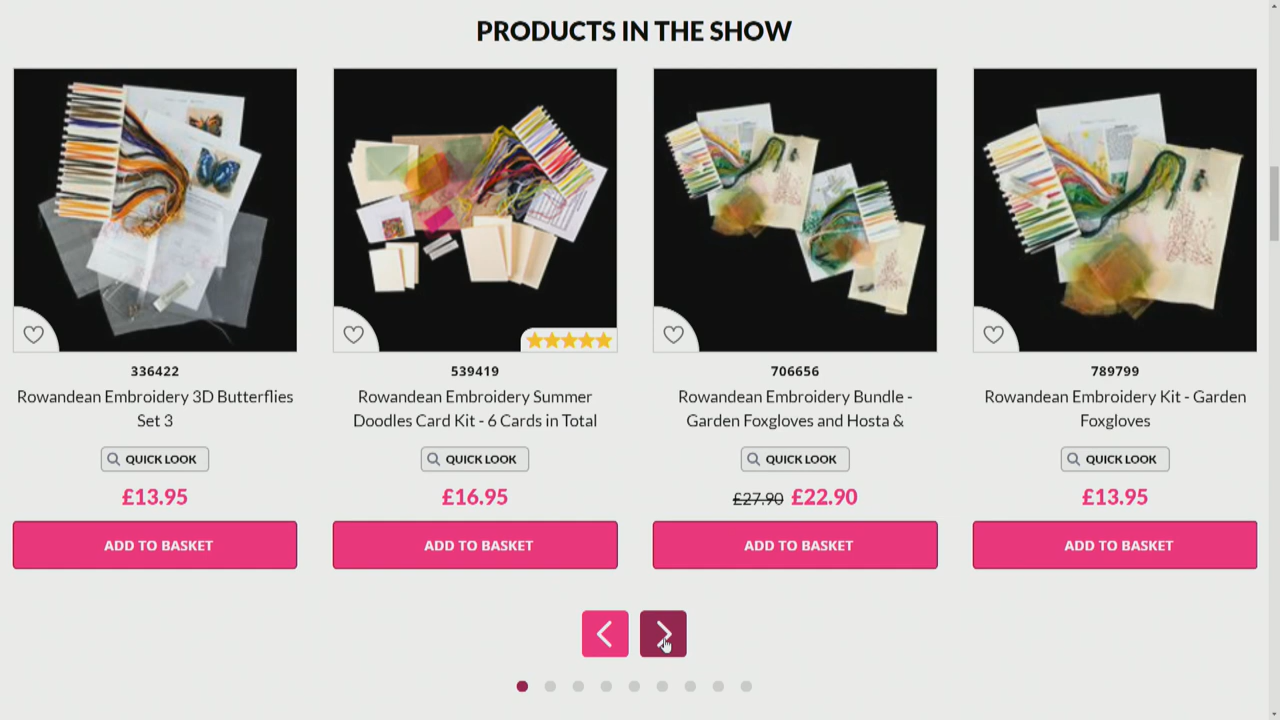 PRODUCTS IN THE SHOW
336422
Rowandean Embroidery 3D Butterflies
Set 3
QUICK LOOK
£13.95
ADD TO BASKET
539419
Rowandean Embroidery Summer
Doodles Card Kit - 6 Cards in Total
QUICK LOOK
£16.95
ADD TO BASKET
706656
Rowandean Embroidery Bundle -
Garden Foxgloves and Hosta &
QUICK LOOK
£27.90 £22.90
ADD TO BASKET
789799
Rowandean Embroidery Kit - Garden
Foxgloves
QUICK LOOK
£13.95
ADD TO BASKET